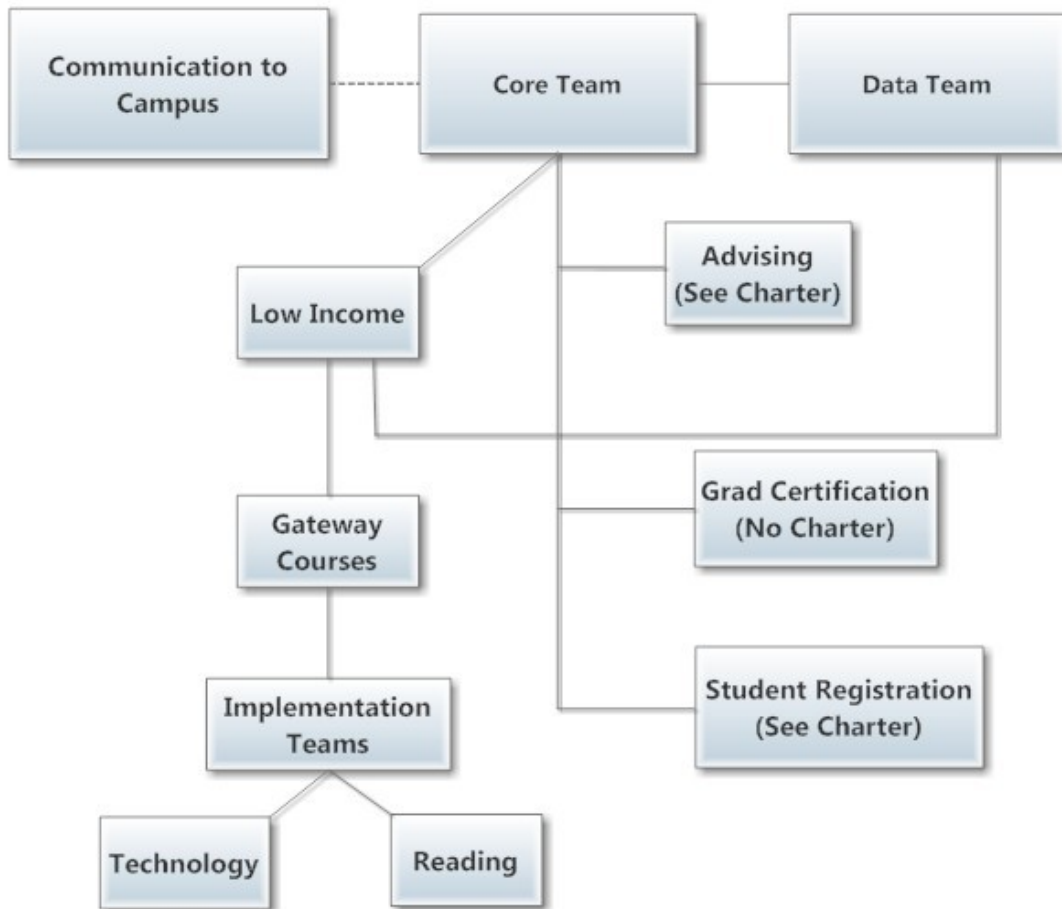 Communication to
Campus
Core Team
Data Team
Advising
(See Charter)
Low Income
Grad Certification
(No Charter)
Gateway
Courses
Student Registration
(See Charter)
Implementation
Teams
Technology
Reading